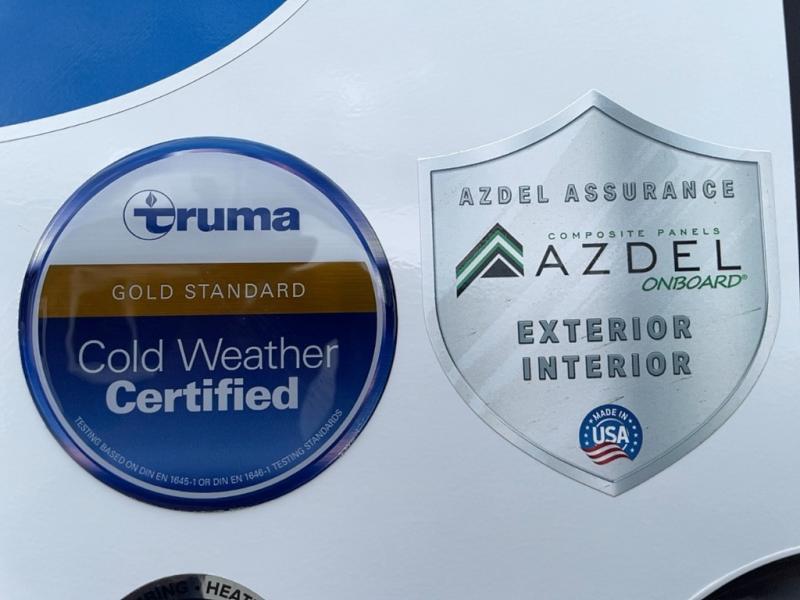 truma
GOLD STANDARD
Cold Weather
Certified
TESTING BASED ON DIN EN 1645-1 OR DIN EN 1646-1 TESTING STANDARDS
AZDEL ASSURANCE
COMPOSITE PANELS
AZDEL
ONBOARD®
EXTERIOR
INTERIOR
MADE IN
USA